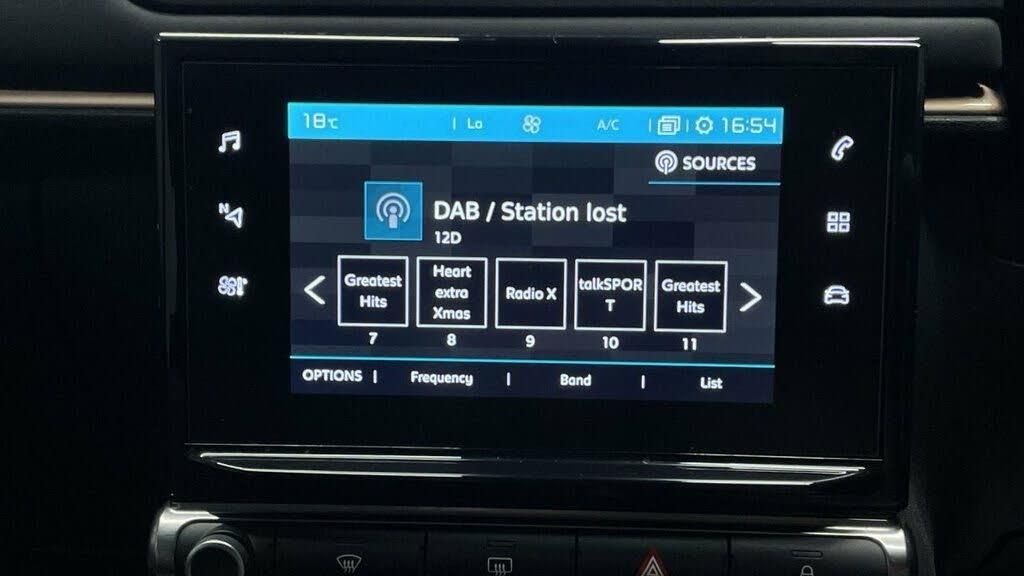 18°C | Lo A/C | | 16:54
SOURCES
N
DAB / Station lost
12D
Greatest
Hits
Heart
extra
Xmas
Radio X
talkSPOR
T
Greatest
Hits
7 8 9 10 11
OPTIONS | Frequency | Band | List